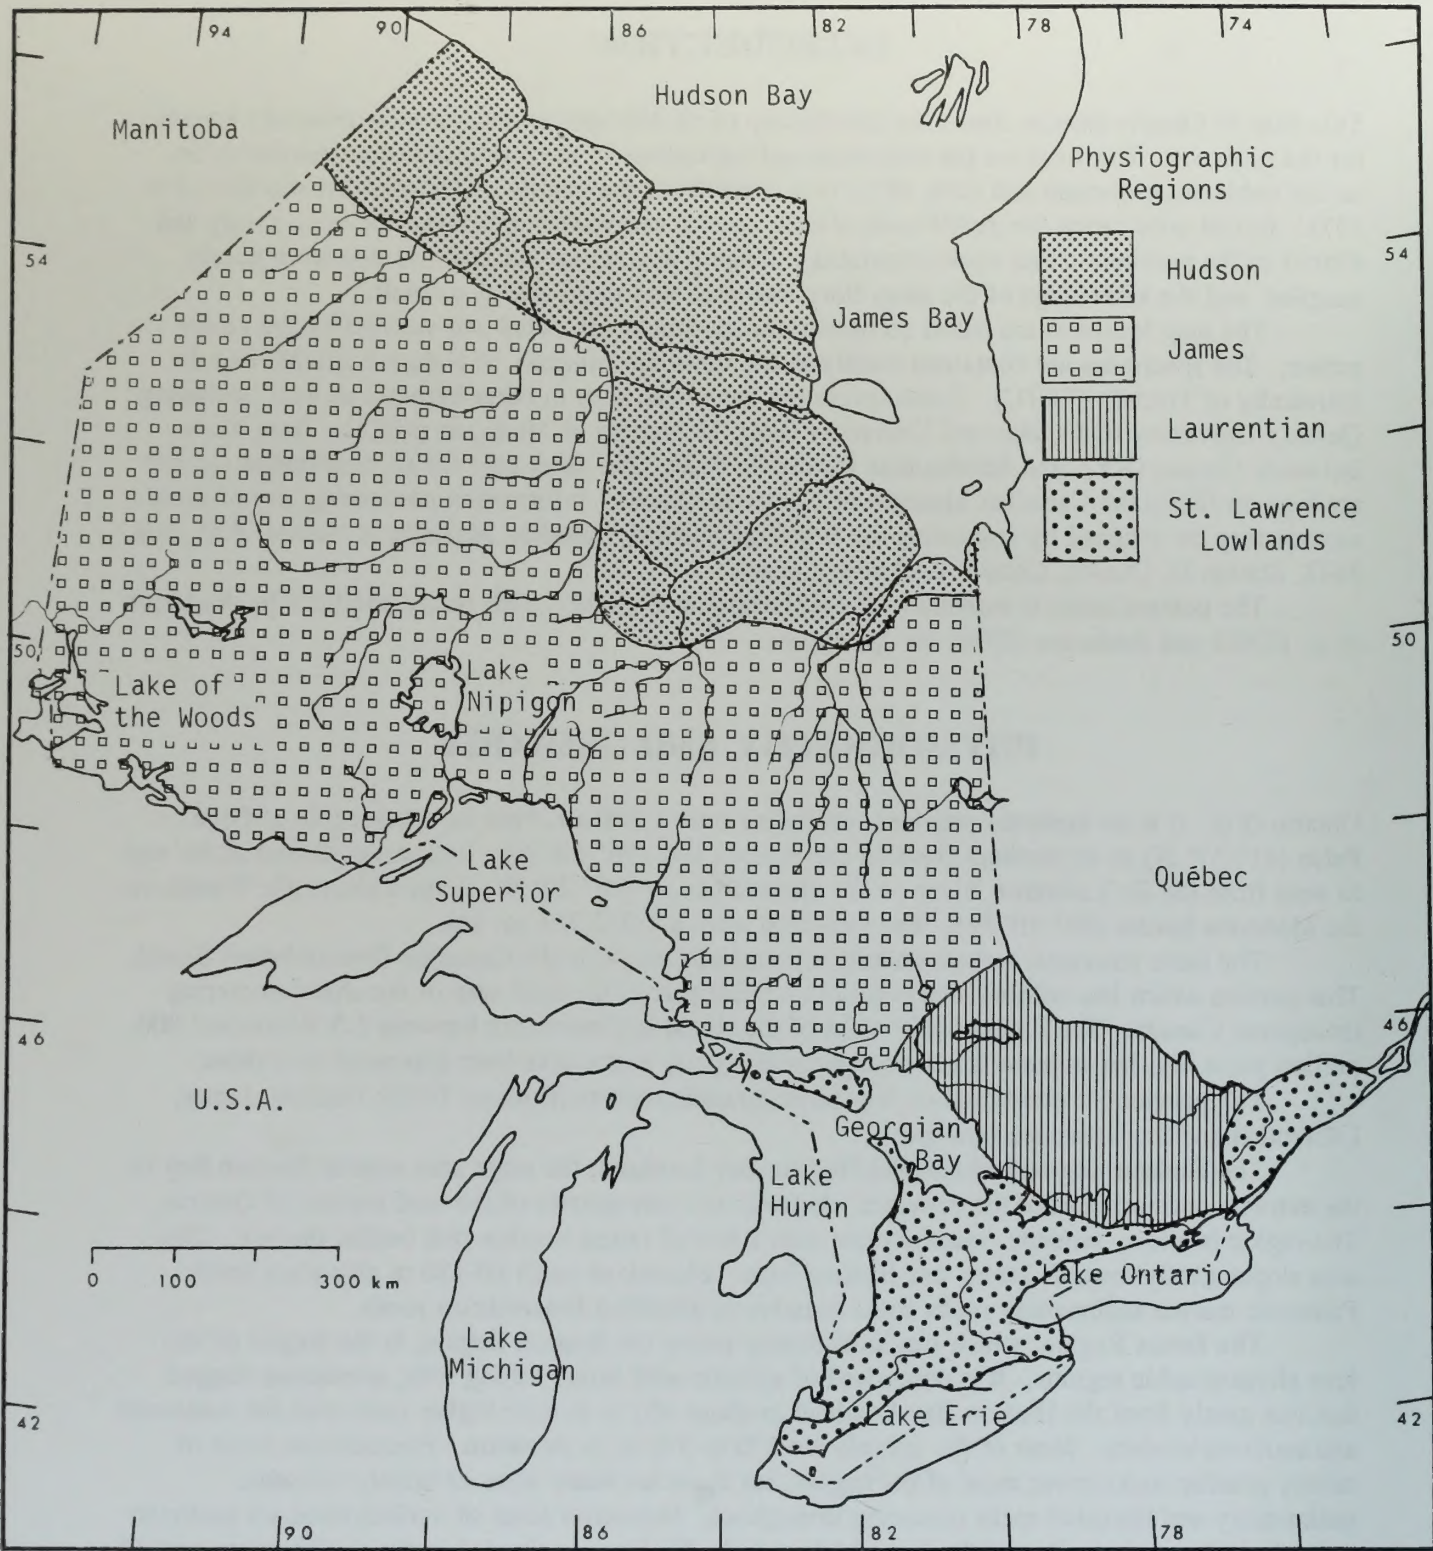 94
90
86
82
78
74
Hudson Bay
Manitoba
Physiographic
Regions
54
54
Hudson
James Bay
James
Laurentian
St. Lawrence
Lowlands
50
50
Lake of
the Woods
Lake
Nipigon
Lake
Superior
Québec
46
46
U.S.A.
Georgian
Bay
Lake
Huron
0 100 300 km
Lake Ontario
Lake
Michigan
Lake Erie
42
42
90
86
82
78